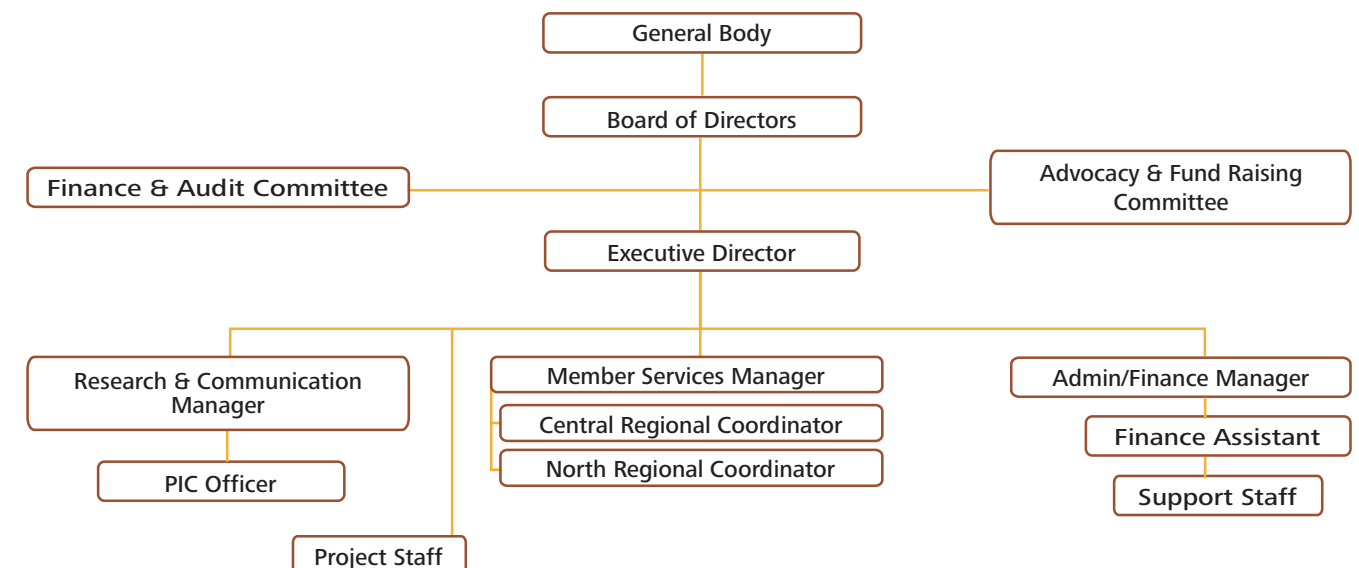 General Body
Board of Directors
Finance & Audit Committee
Advocacy & Fund Raising
Committee
Executive Director
Research & Communication
Manager
PIC Officer
Project Staff
Member Services Manager
Central Regional Coordinator
North Regional Coordinator
Admin/Finance Manager
Finance Assistant
Support Staff